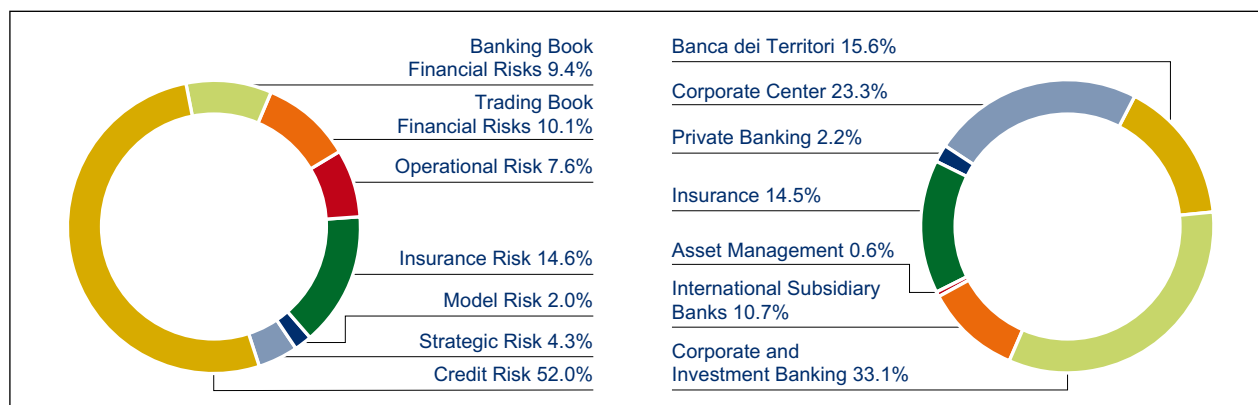 Banking Book
Financial Risks 9.4%
Trading Book
Financial Risks 10.1%
Operational Risk 7.6%
Insurance Risk 14.6%
Model Risk 2.0%
Strategic Risk 4.3%
Credit Risk 52.0%
Banca dei Territori 15.6%
Corporate Center 23.3%
Private Banking 2.2%
Insurance 14.5%
Asset Management 0.6%
International Subsidiary
Banks 10.7%
Corporate and
Investment Banking 33.1%